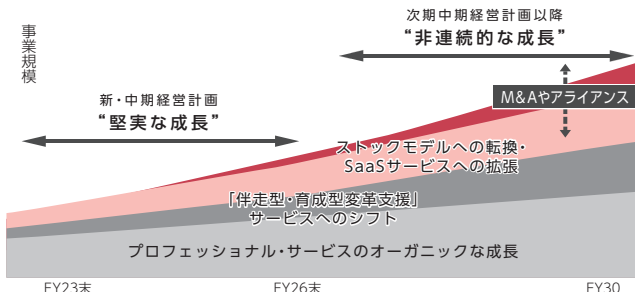 事業規模
次期中期経営計画以降
“非連続的な成長”
新・中期経営計画
“堅実な成長”
M&Aやアライアンス
ストックモデルへの転換・
SaaSサービスへの拡張
「伴走型・育成型変革支援」
サービスへのシフト
プロフェッショナル・サービスのオーガニックな成長
FY23末
FY26末
FY30